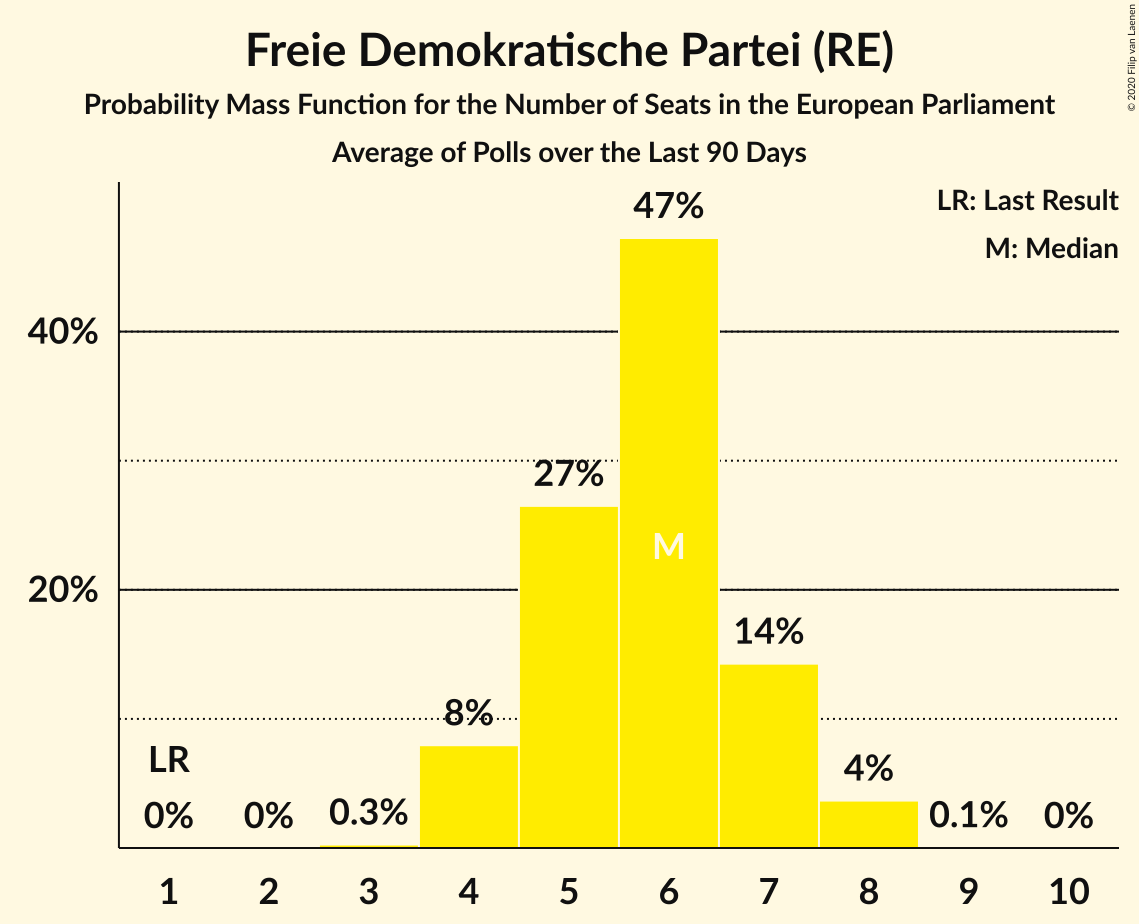 Freie Demokratische Partei (RE)
Probability Mass Function for the Number of Seats in the European Parliament
Average of Polls over the Last 90 Days
© 2020 Filip van Laenen
LR: Last Result
M: Median
47%
40%
27%
M
20%
14%
8%
LR
4%
0%
0%
0.3%
0.1%
0%
1 2 3 4 5 6 7 8 9 10